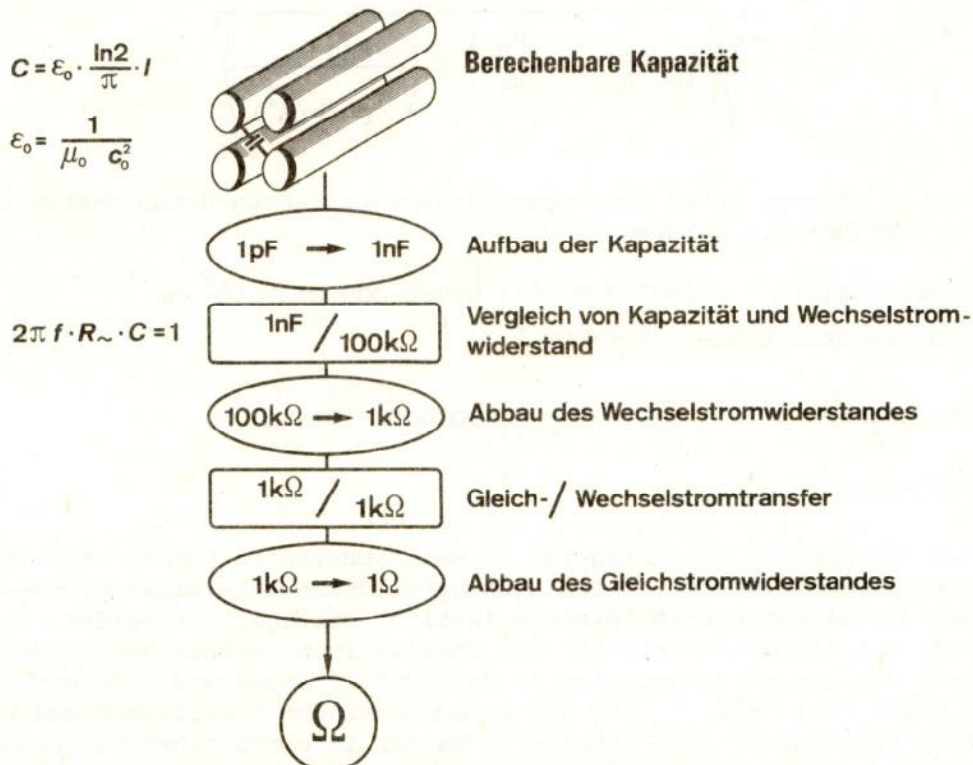 C = ε₀ · ln2/π · l
Berechenbare Kapazität
ε₀ = 1/μ₀ c₀²
1pF → 1nF
Aufbau der Kapazität
2π f · R~ · C = 1
1nF / 100kΩ
Vergleich von Kapazität und Wechselstrom-
widerstand
100kΩ → 1kΩ
Abbau des Wechselstromwiderstandes
1kΩ / 1kΩ
Gleich-/ Wechselstromtransfer
1kΩ → 1Ω
Abbau des Gleichstromwiderstandes
Ω